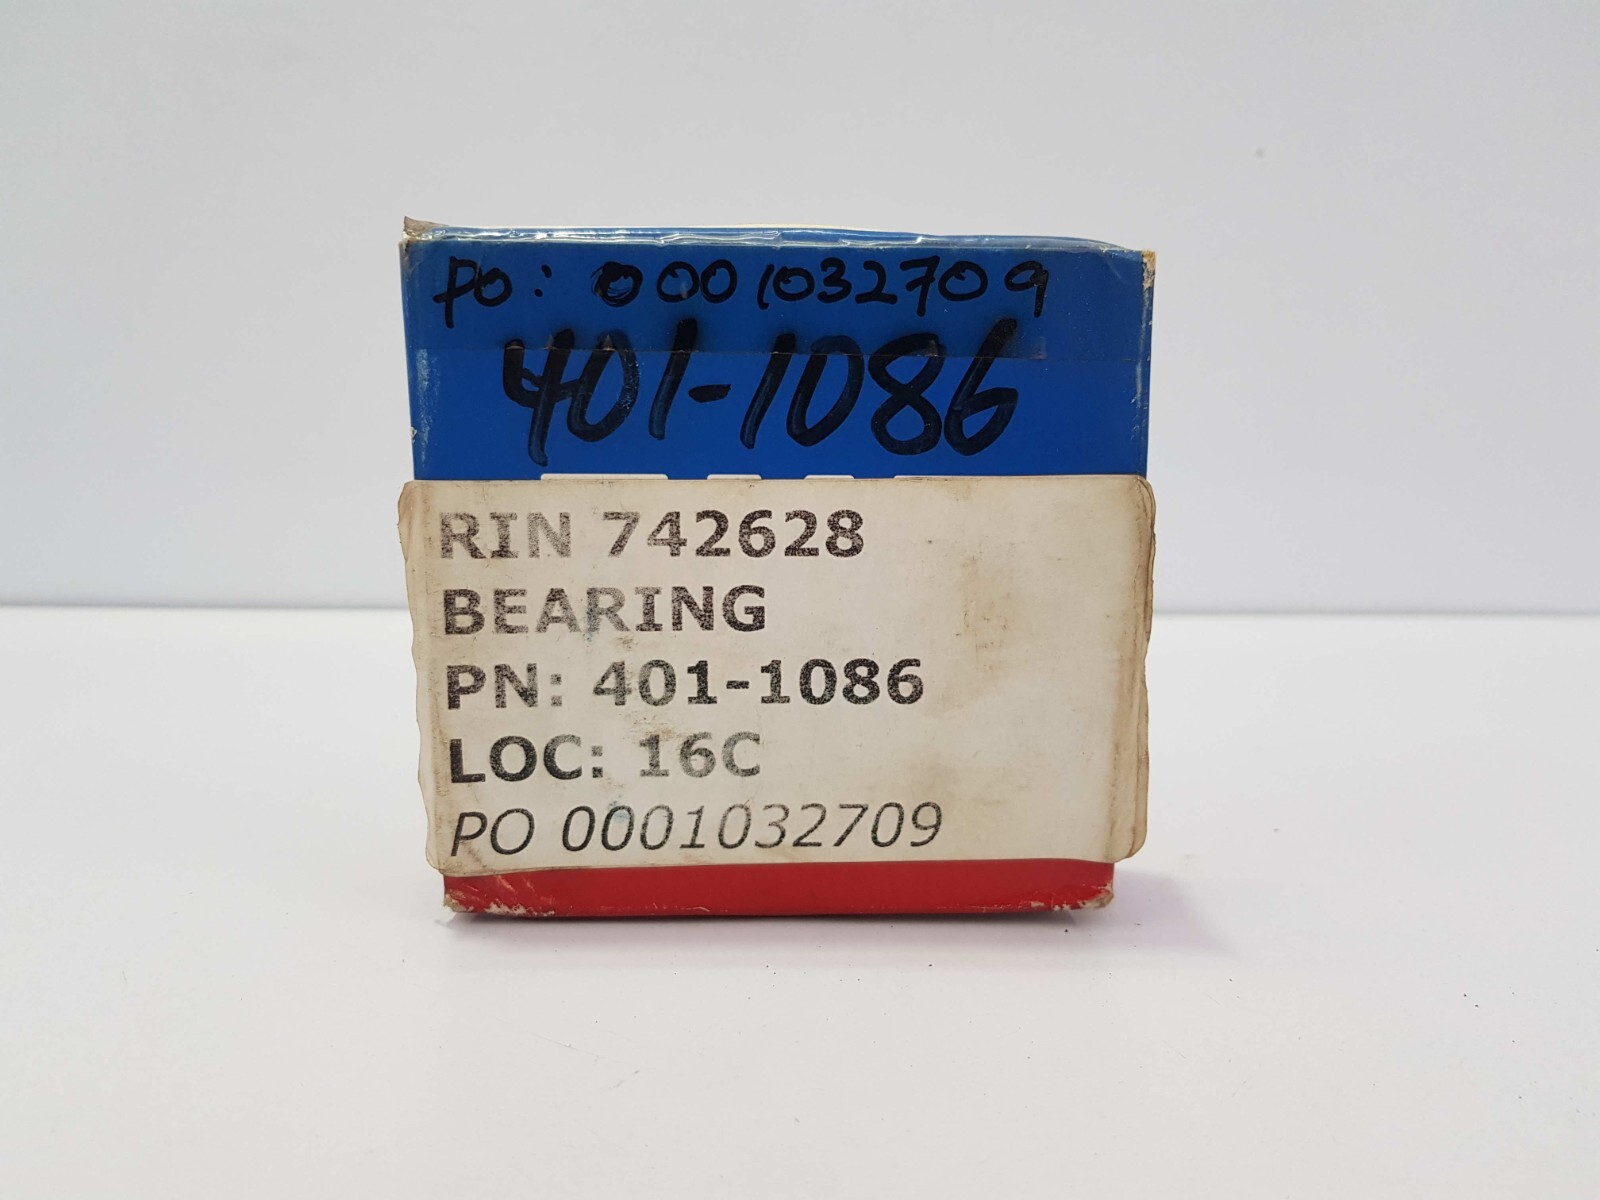 PO: 0001032709
401-1086
RIN 742628
BEARING
PN: 401-1086
LOC: 16C
PO 0001032709